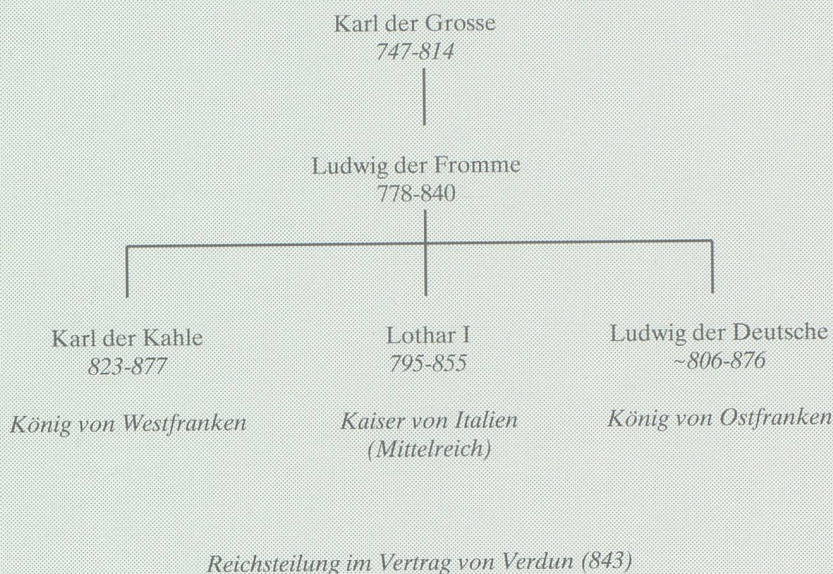 Karl der Grosse
747-814
Ludwig der Fromme
778-840
Karl der Kahle
823-877
König von Westfranken
Lothar I
795-855
Kaiser von Italien
(Mittelreich)
Ludwig der Deutsche
~806-876
König von Ostfranken
Reichsteilung im Vertrag von Verdun (843)